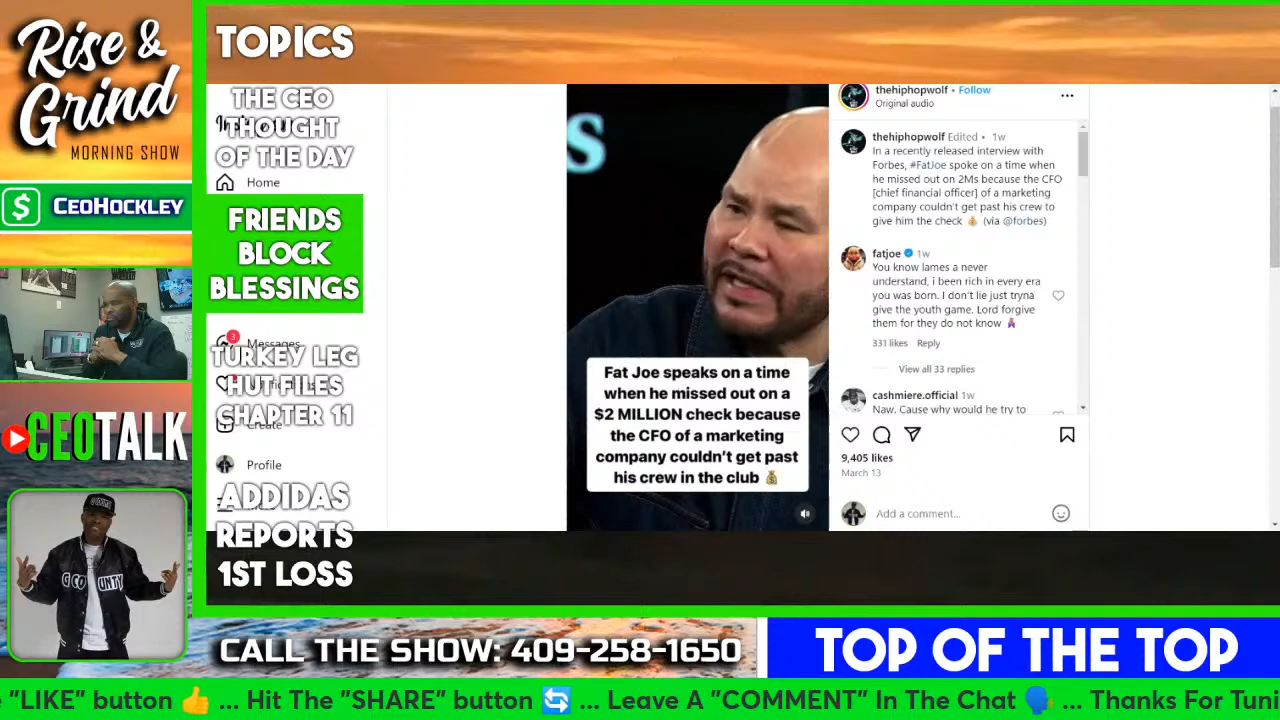 Rise &
Grind
MORNING SHOW
$ CEOHOCKLEY
CEOTALK
G COUNTY
TOPICS
THE CEO
THOUGHT
OF THE DAY
Home
FRIENDS
BLOCK
BLESSINGS
3
Messages
TURKEY LEG
HUT FILES
CHAPTER 11
Create
Profile
ADDIDAS
REPORTS
1ST LOSS
S
Fat Joe speaks on a time
when he missed out on a
$2 MILLION check because
the CFO of a marketing
company couldn't get past
his crew in the club 💰
thehiphopwolf • Follow
Original audio
thehiphopwolf Edited • 1w
In a recently released interview with
Forbes, #FatJoe spoke on a time when
he missed out on 2Ms because the CFO
[chief financial officer] of a marketing
company couldn't get past his crew to
give him the check 💰 (via @forbes)
fatjoe 1w
You know lames a never
understand, i been rich in every era
you was born. I don't lie just tryna
give the youth game. Lord forgive
them for they do not know 🙏
331 likes Reply
View all 33 replies
cashmiere.official 1w
Naw. Cause why would he try to
9,405 likes
March 13
Add a comment...
CALL THE SHOW: 409-258-1650
TOP OF THE TOP
"LIKE" button 👍 ... Hit The "SHARE" button 🔄 ... Leave A "COMMENT" In The Chat 🗣 ... Thanks For Tuni